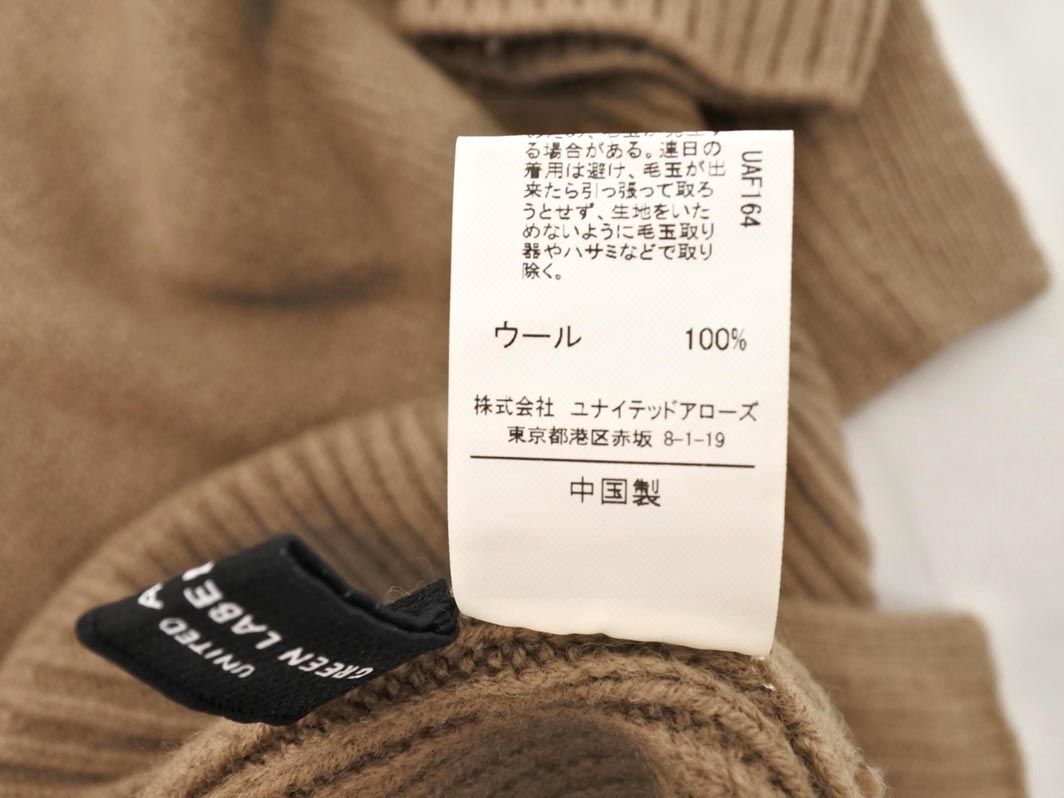 る場合がある。連日の
着用は避け、毛玉が出
来たら引っ張って取ろ
うとせず、生地をいた
めないように毛玉取り
器やハサミなどで取り
除く。
UAF164
ウール 100%
株式会社 ユナイテッドアローズ
東京都港区赤坂 8-1-19
中国製
UNITED
GREEN LABE